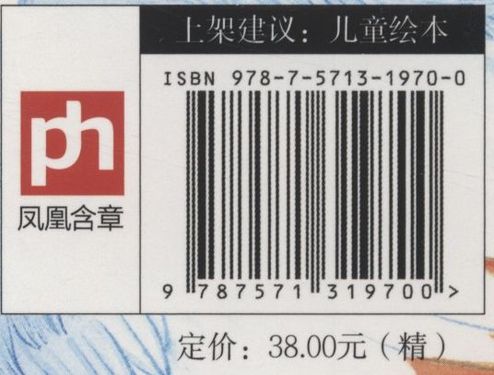 上架建议：儿童绘本
ISBN 978-7-5713-1970-0
ph
凤凰含章
9 787571 319700 >
定价：38.00元（精）